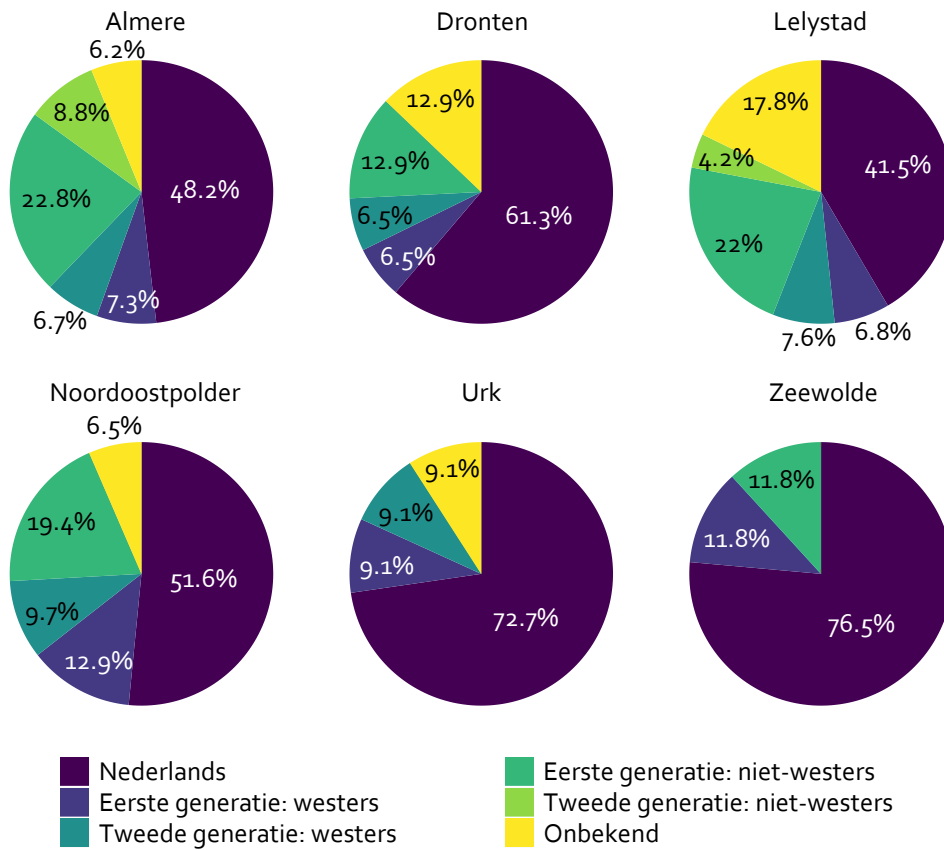 Almere
Dronten
Lelystad
6.2%
8.8%
22.8%
48.2%
6.7%
7.3%
12.9%
12.9%
6.5%
6.5%
61.3%
17.8%
4.2%
41.5%
22%
7.6%
6.8%
Noordoostpolder
Urk
Zeewolde
6.5%
19.4%
51.6%
9.7%
12.9%
9.1%
9.1%
9.1%
72.7%
11.8%
11.8%
76.5%
Nederlands
Eerste generatie: westers
Tweede generatie: westers
Eerste generatie: niet-westers
Tweede generatie: niet-westers
Onbekend